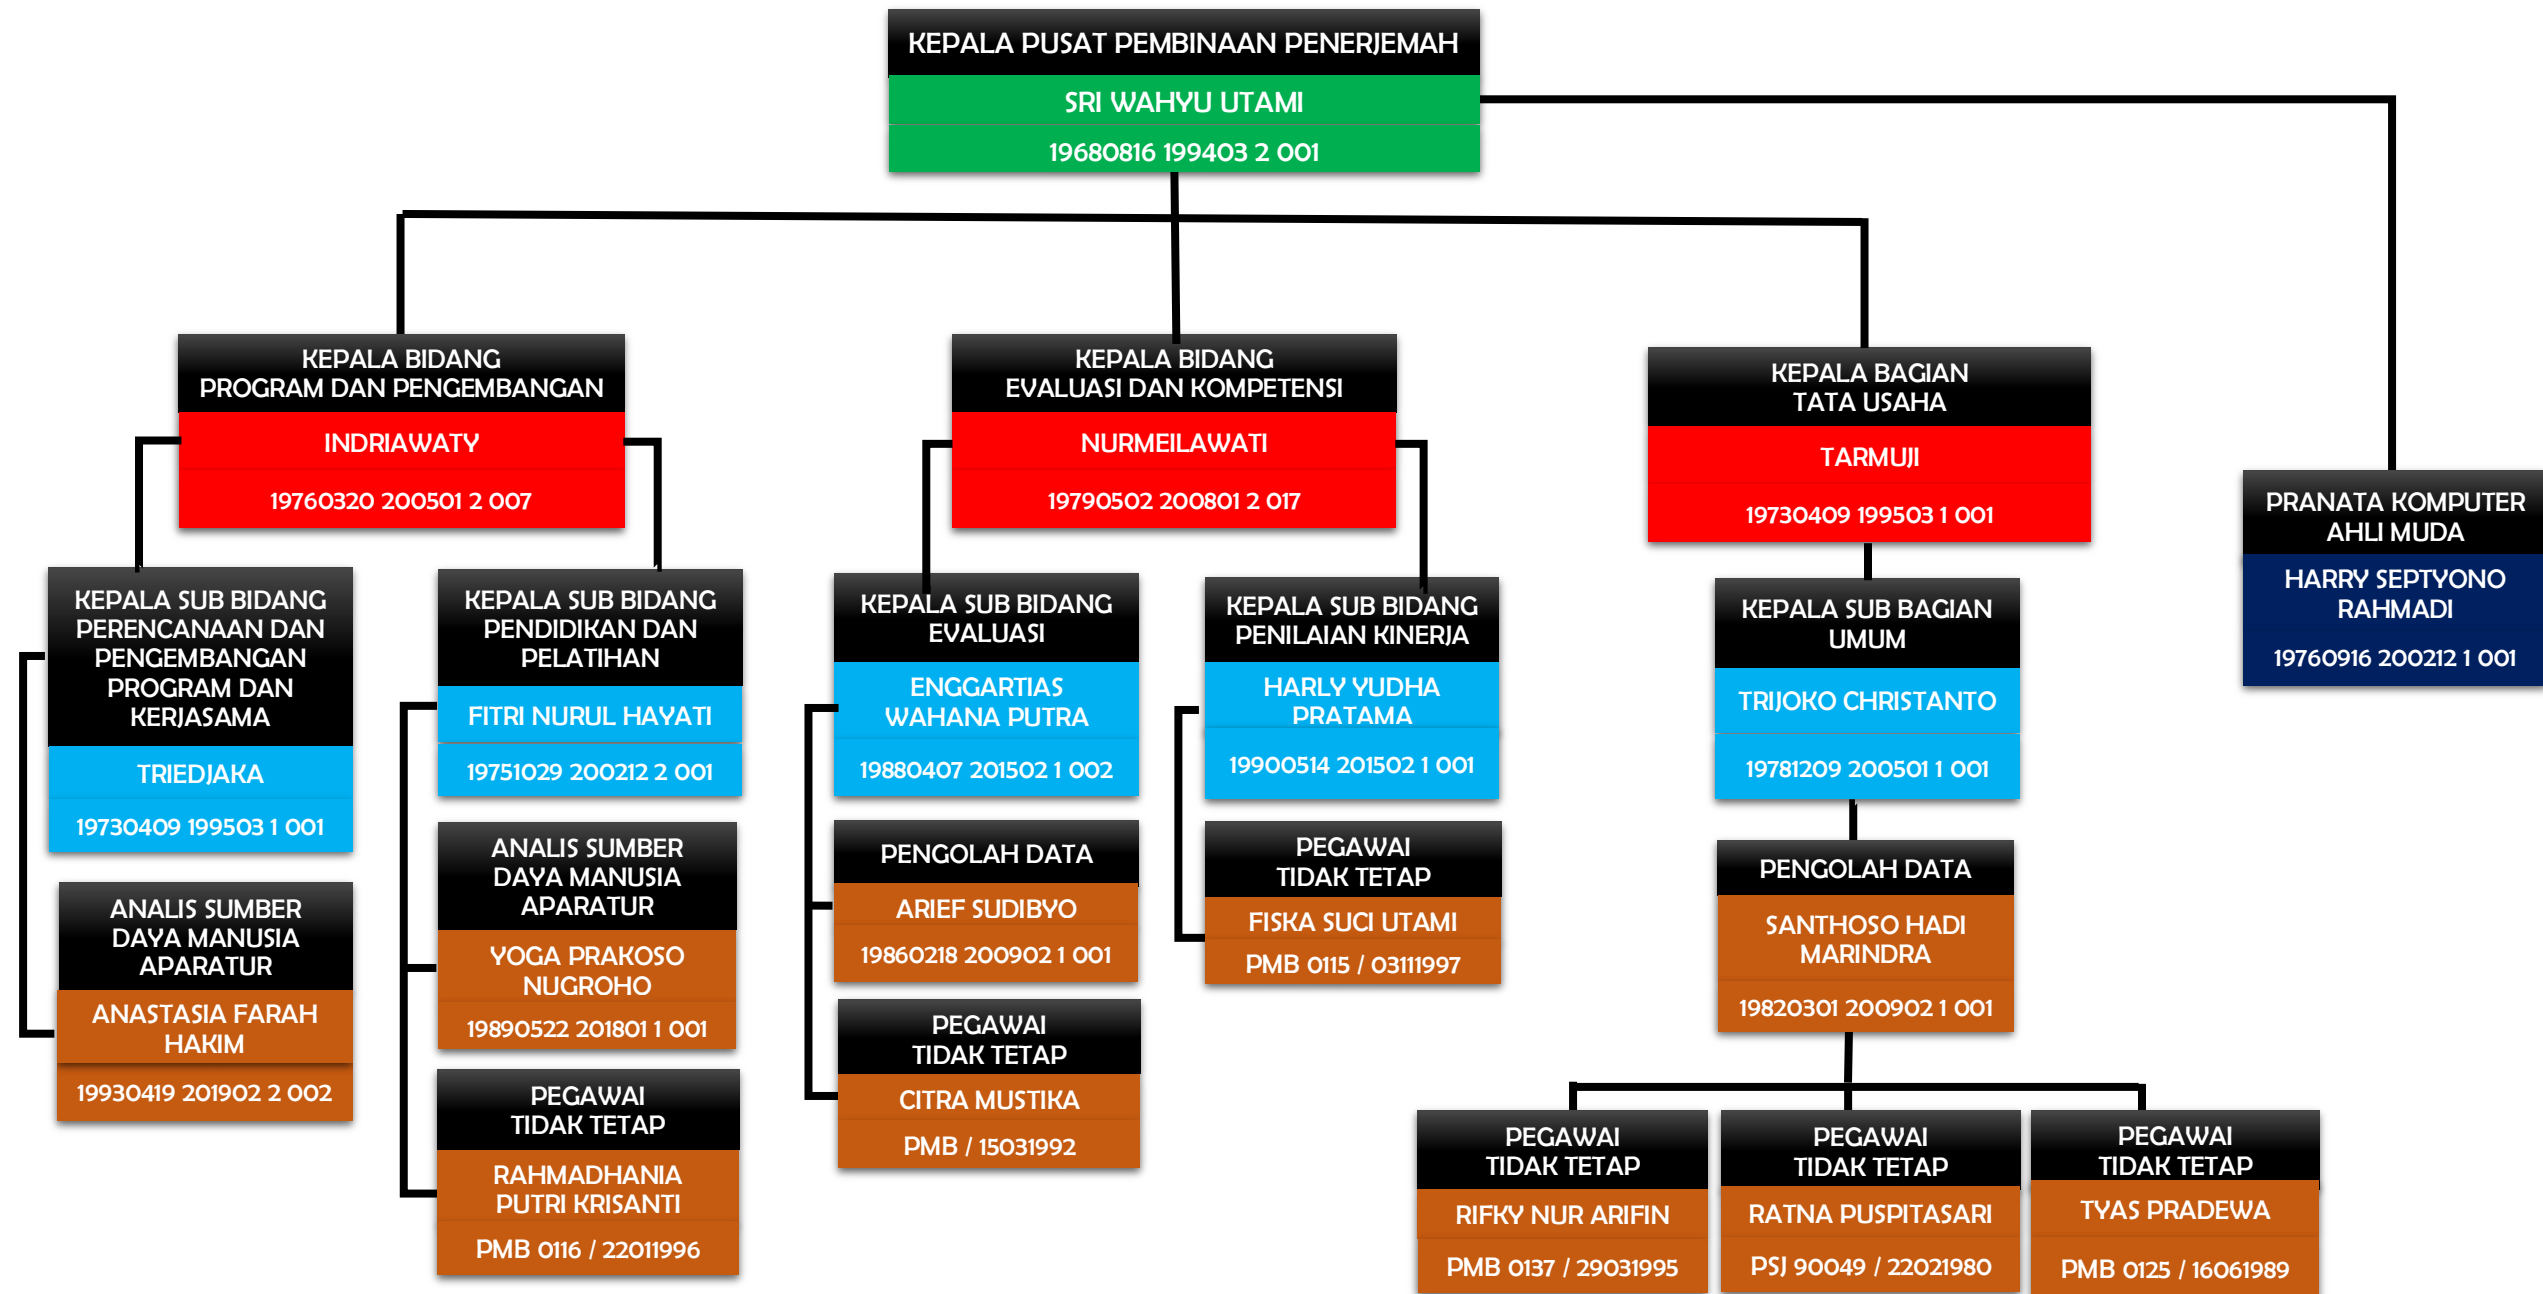 KEPALA PUSAT PEMBINAAN PENERJEMAH
SRI WAHYU UTAMI
19680816 199403 2 001
KEPALA BIDANG
PROGRAM DAN PENGEMBANGAN
INDRIAWATY
19760320 200501 2 007
KEPALA BIDANG
EVALUASI DAN KOMPETENSI
NURMEILAWATI
19790502 200801 2 017
KEPALA BAGIAN
TATA USAHA
TARMUJI
19730409 199503 1 001
PRANATA KOMPUTER
AHLI MUDA
HARRY SEPTYONO
RAHMADI
19760916 200212 1 001
KEPALA SUB BIDANG
PERENCANAAN DAN
PENGEMBANGAN
PROGRAM DAN
KERJASAMA
TRIEDJAKA
19730409 199503 1 001
ANALIS SUMBER
DAYA MANUSIA
APARATUR
ANASTASIA FARAH
HAKIM
19930419 201902 2 002
KEPALA SUB BIDANG
PENDIDIKAN DAN
PELATIHAN
FITRI NURUL HAYATI
19751029 200212 2 001
ANALIS SUMBER
DAYA MANUSIA
APARATUR
YOGA PRAKOSO
NUGROHO
19890522 201801 1 001
PEGAWAI
TIDAK TETAP
RAHMADHANIA
PUTRI KRISANTI
PMB 0116 / 22011996
KEPALA SUB BIDANG
EVALUASI
ENGGARTIAS
WAHANA PUTRA
19880407 201502 1 002
PENGOLAH DATA
ARIEF SUDIBYO
19860218 200902 1 001
PEGAWAI
TIDAK TETAP
CITRA MUSTIKA
PMB / 15031992
KEPALA SUB BIDANG
PENILAIAN KINERJA
HARLY YUDHA
PRATAMA
19900514 201502 1 001
PEGAWAI
TIDAK TETAP
FISKA SUCI UTAMI
PMB 0115 / 03111997
KEPALA SUB BAGIAN
UMUM
TRIJOKO CHRISTANTO
19781209 200501 1 001
PENGOLAH DATA
SANTHOSO HADI
MARINDRA
19820301 200902 1 001
PEGAWAI
TIDAK TETAP
RIFKY NUR ARIFIN
PMB 0137 / 29031995
PEGAWAI
TIDAK TETAP
RATNA PUSPITASARI
PSJ 90049 / 22021980
PEGAWAI
TIDAK TETAP
TYAS PRADEWA
PMB 0125 / 16061989